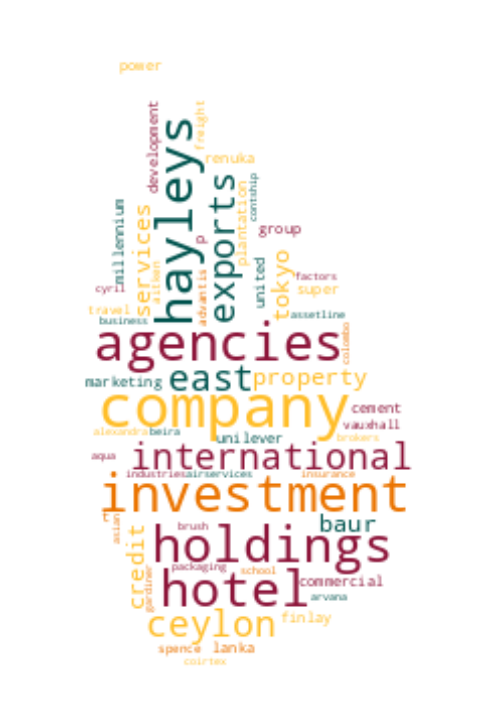 power
development
freight
hayleys
renuka
exports
contship
plantation
millennium
services
aitken
p
group
advantis
united
tokyo
factors
cyril
super
travel
business
assetline
agencies
colombo
east
property
marketing
company
cement
vauxhall
alexandra
beira
unilever
brokers
aqua
international
industries
airservices
insurance
investment
t
asian
baur
brush
credit
holdings
packaging
school
gardiner
hotel
commercial
arvana
ceylon
finlay
spence
lanka
coirtex